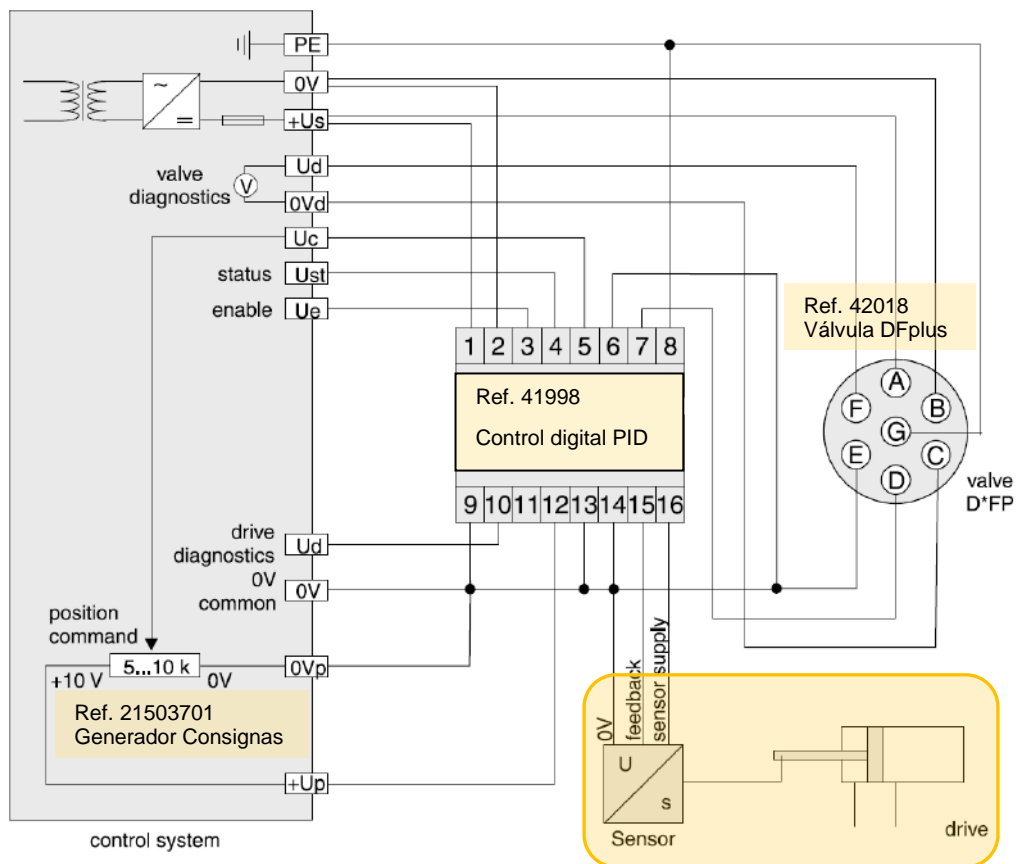 PE
0V
+Us
~
=
Ud
valve
diagnostics
V
0Vd
Uc
status
Ust
enable
Ue
Ref. 42018
Válvula DFplus
1 2 3 4 5 6 7 8
Ref. 41998
Control digital PID
9 10 11 12 13 14 15 16
A
F
B
G
E
C
D
valve
D*FP
drive
diagnostics
Ud
0V
common
0V
position
command
5...10 k
+10 V
0V
0Vp
Ref. 21503701
Generador Consignas
+Up
0V
feedback
sensor supply
U
s
Sensor
drive
control system